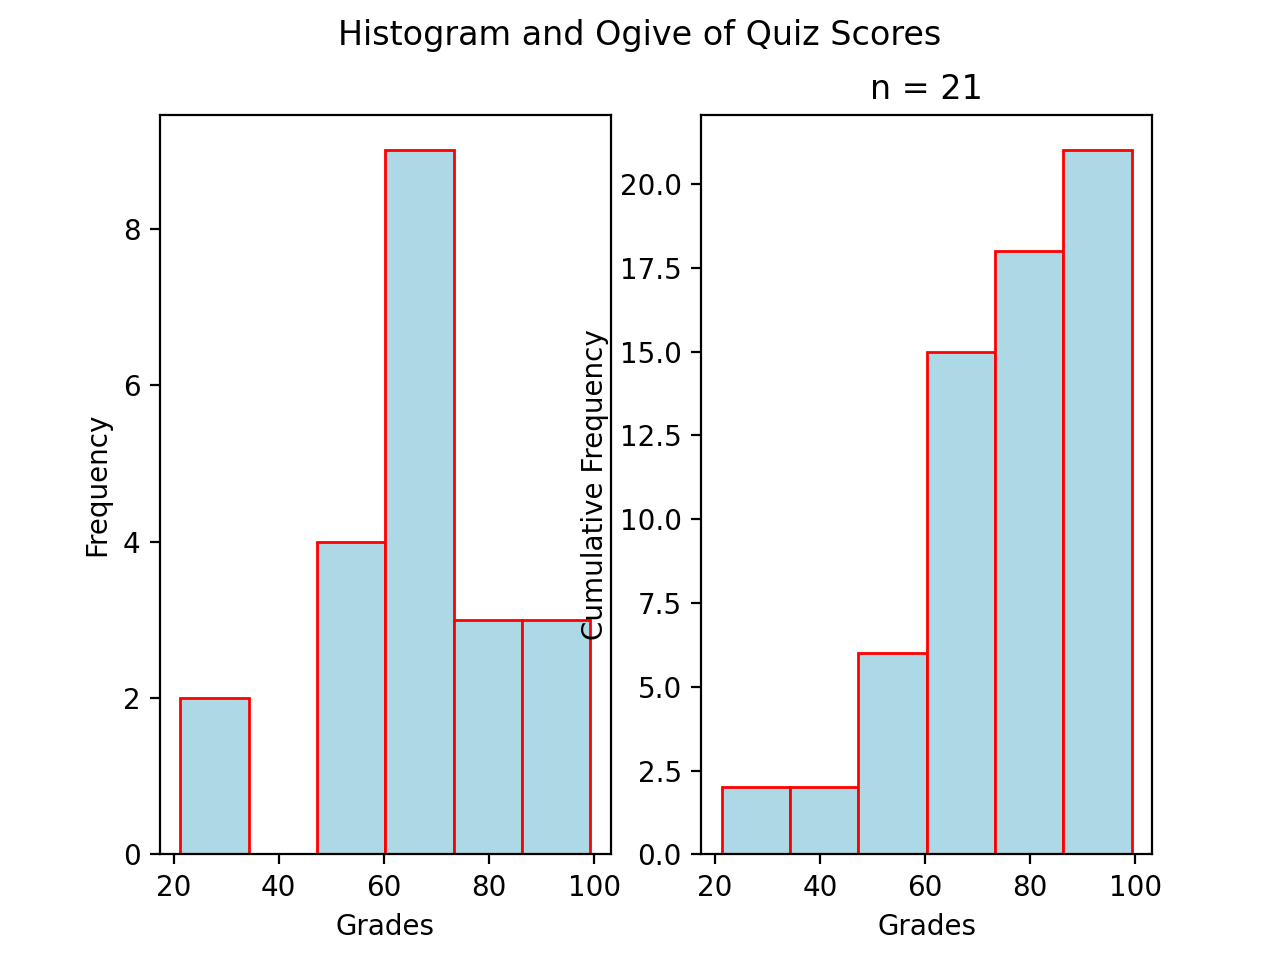 Histogram and Ogive of Quiz Scores
n = 21
Frequency
8
6
4
2
0
20 40 60 80 100
Grades
Cumulative Frequency
20.0
17.5
15.0
12.5
10.0
7.5
5.0
2.5
0.0
20 40 60 80 100
Grades